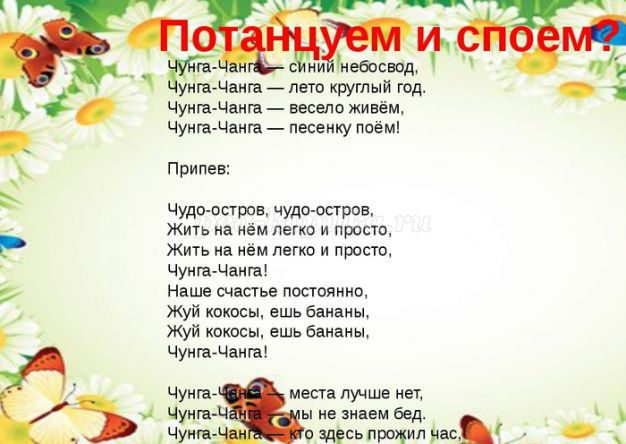 Потанцуем и споем?
Чунга-Чанга — синий небосвод,
Чунга-Чанга — лето круглый год.
Чунга-Чанга — весело живём,
Чунга-Чанга — песенку поём!
Припев:
Чудо-остров, чудо-остров,
Жить на нём легко и просто,
Жить на нём легко и просто,
Чунга-Чанга!
Наше счастье постоянно,
Жуй кокосы, ешь бананы,
Жуй кокосы, ешь бананы,
Чунга-Чанга!
Чунга-Чанга — места лучше нет,
Чунга-Чанга — мы не знаем бед.
Чунга-Чанга — кто здесь прожил час,